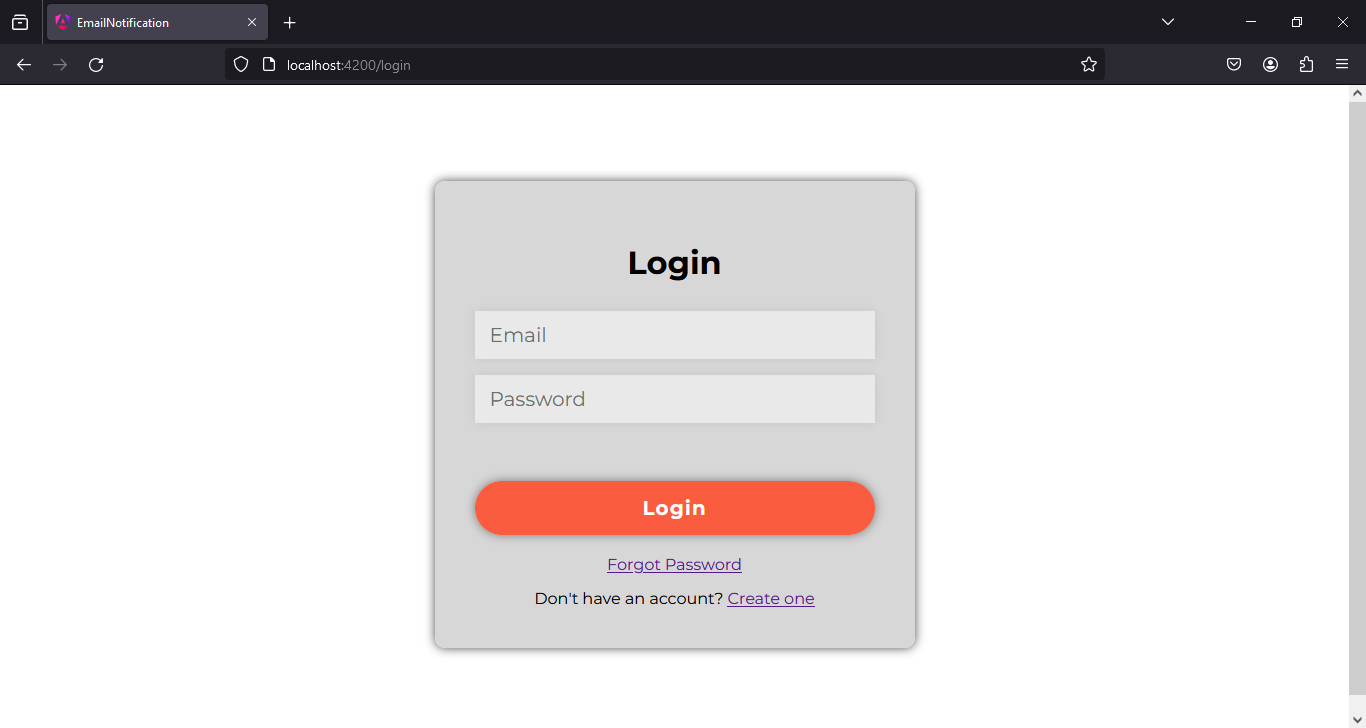 EmailNotification
localhost:4200/login
Login
Email
Password
Login
Forgot Password
Don't have an account? Create one